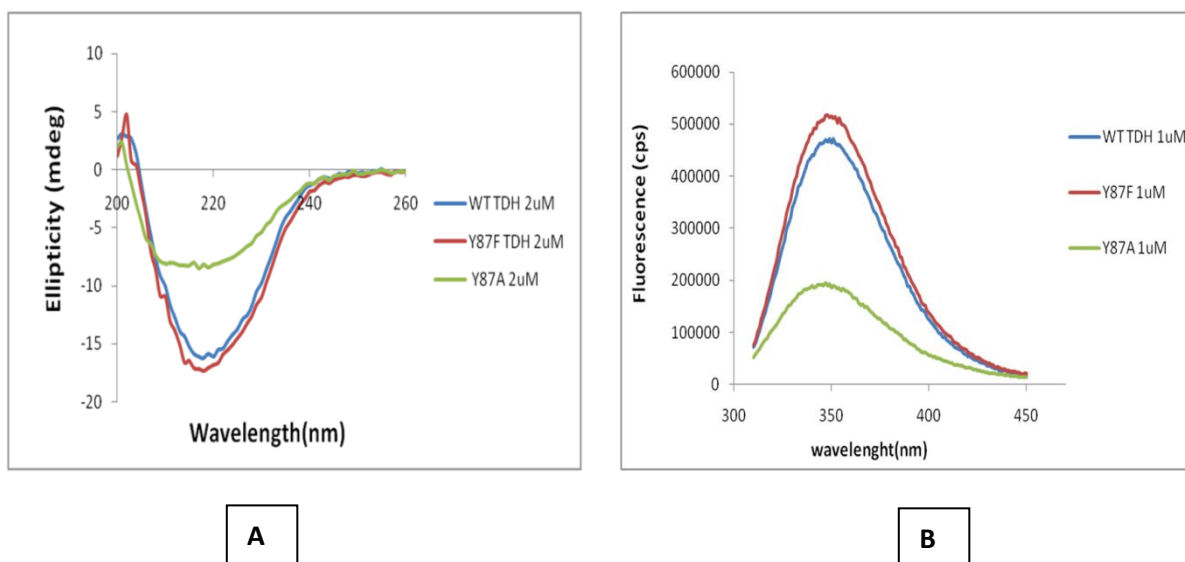 Ellipticity (mdeg)
10
5
0
-5
-10
-15
-20
200
220
240
260
Wavelength(nm)
WT TDH 2uM
Y87F TDH 2uM
Y87A 2uM
A
Fluorescence (cps)
600000
500000
400000
300000
200000
100000
0
300
350
400
450
wavelenght(nm)
WT TDH 1uM
Y87F 1uM
Y87A 1uM
B